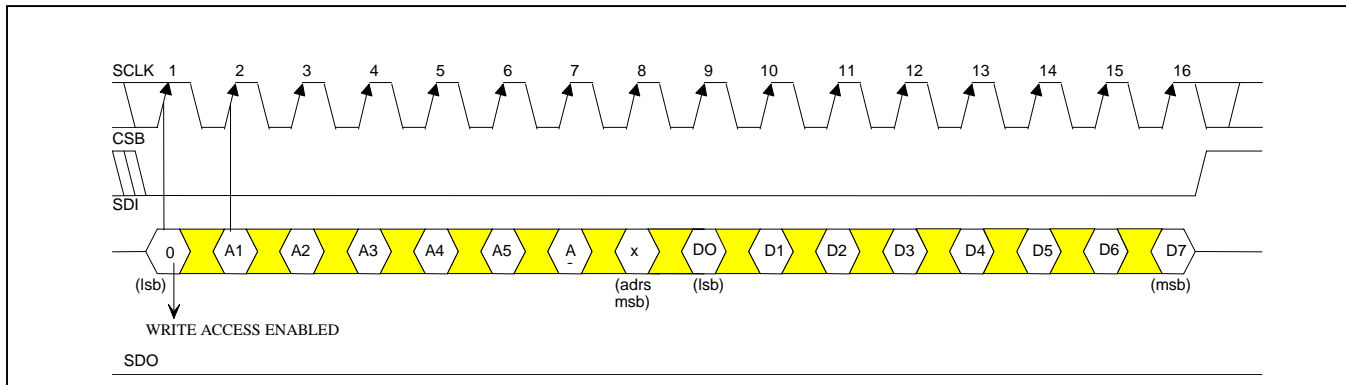 SCLK 1 2 3 4 5 6 7 8 9 10 11 12 13 14 15 16
CSB
SDI
0 A1 A2 A3 A4 A5 A x DO D1 D2 D3 D4 D5 D6 D7
(lsb) (adrs (lsb) (msb)
msb)
WRITE ACCESS ENABLED
SDO